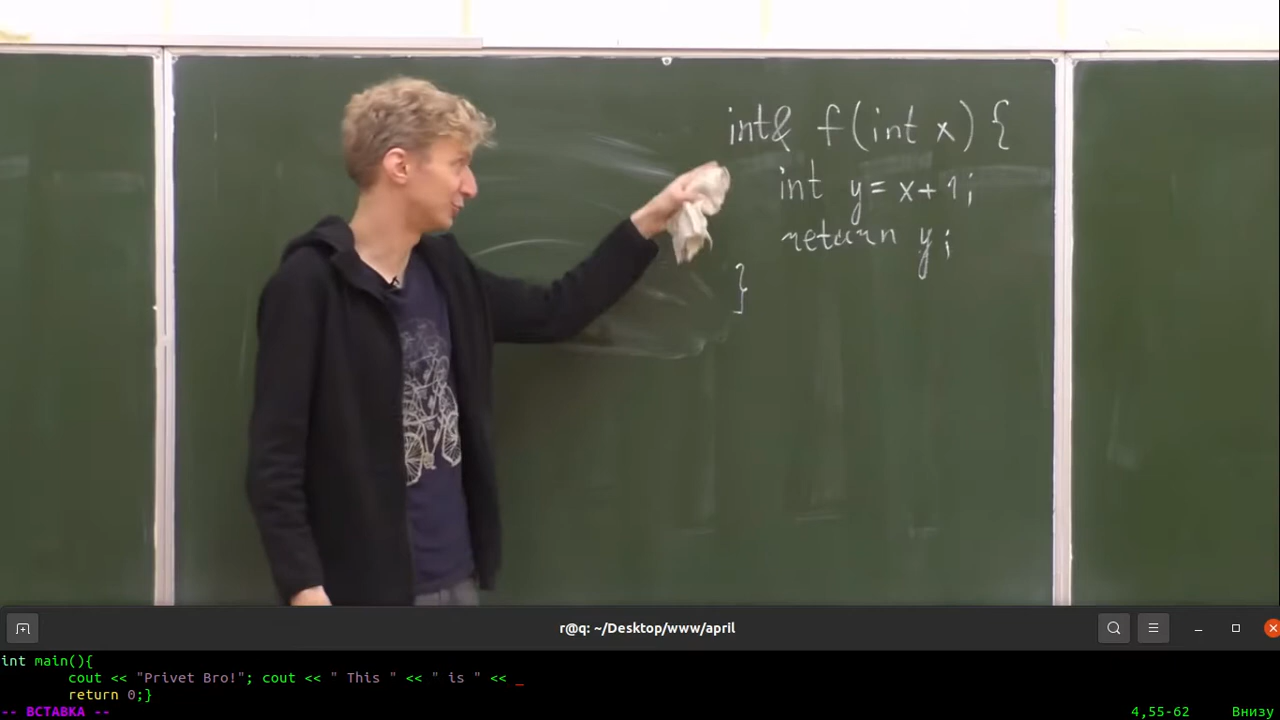 int& f(int x) {
int y = x + 1;
return y;
}
r@q: ~/Desktop/www/april
int main(){
cout << "Privet Bro!"; cout << " This " << " is " << _
return 0;}
-- ВСТАВКА -- 4,55-62 Внизу